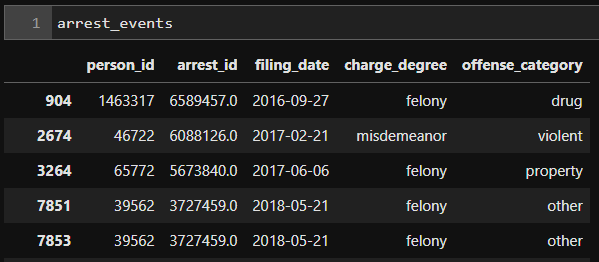 1 arrest_events
person_id arrest_id filing_date charge_degree offense_category
904 1463317 6589457.0 2016-09-27 felony drug
2674 46722 6088126.0 2017-02-21 misdemeanor violent
3264 65772 5673840.0 2017-06-06 felony property
7851 39562 3727459.0 2018-05-21 felony other
7853 39562 3727459.0 2018-05-21 felony other